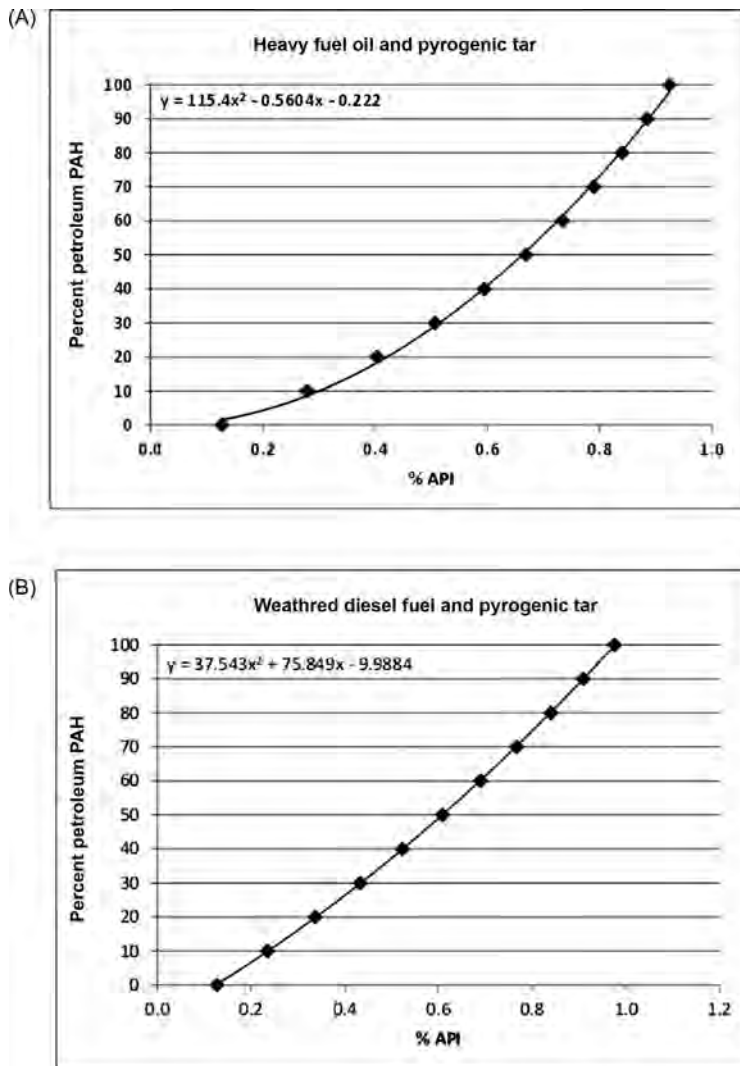 (A)
Heavy fuel oil and pyrogenic tar
y = 115.4x² - 0.5604x - 0.222
Percent petroleum PAH
100
90
80
70
60
50
40
30
20
10
0
0.0 0.2 0.4 0.6 0.8 1.0
% API
(B)
Weathred diesel fuel and pyrogenic tar
y = 37.543x² + 75.849x - 9.9884
Percent petroleum PAH
100
90
80
70
60
50
40
30
20
10
0
0.0 0.2 0.4 0.6 0.8 1.0 1.2
% API